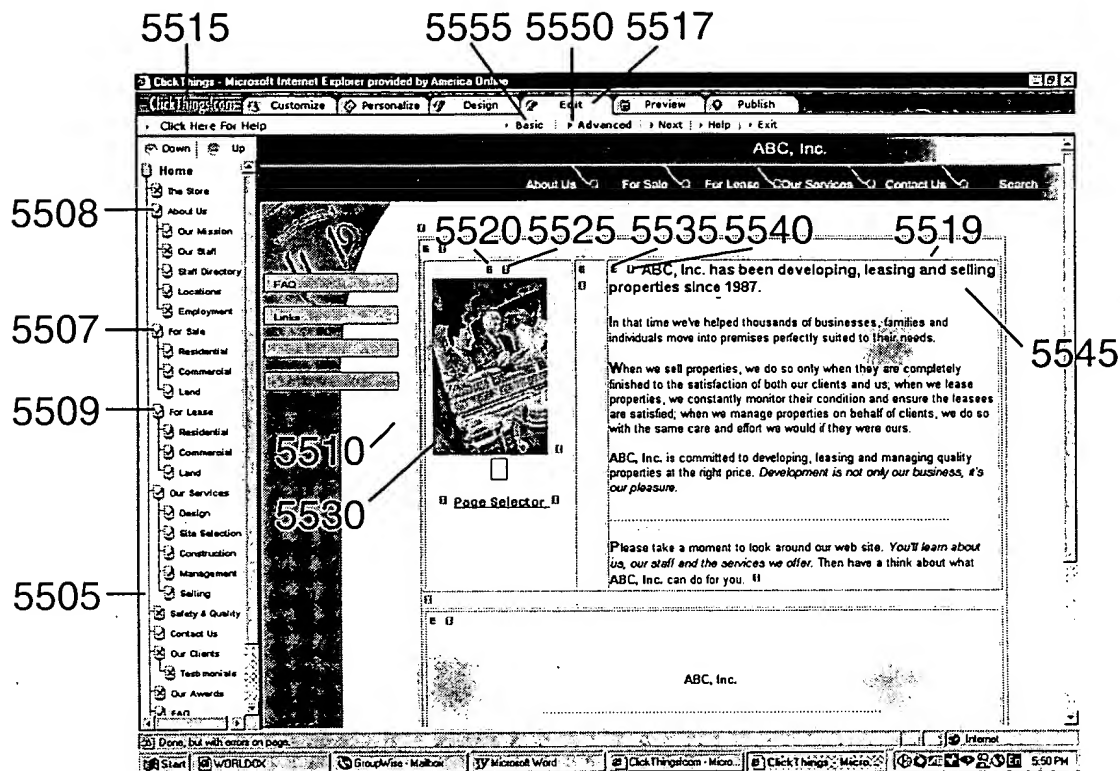 5515 5555 5550 5517
ClickThings - Microsoft Internet Explorer provided by America Online
ClickThings.com Customize Personalize Design Edit Preview Publish
Click Here For Help Basic Advanced Next Help Exit
Down Up
ABC, Inc.
About Us For Sale For Lease Our Services Contact Us Search
Home
The Store
5508
About Us
Our Mission
Our Staff
Staff Directory
Locations
Employment
5507
For Sale
Residential
Commercial
Land
5509
For Lease
Residential
Commercial
Land
Our Services
Design
Site Selection
Construction
Management
5505
Selling
Safety & Quality
Contact Us
Our Clients
Testimonials
Our Awards
FAQ
FAQ
Links
5510
5530
5520 5525 5535 5540 5519
5545
Page Selector
ABC, Inc. has been developing, leasing and selling
properties since 1987.
In that time we've helped thousands of businesses, families and
individuals move into premises perfectly suited to their needs.
When we sell properties, we do so only when they are completely
finished to the satisfaction of both our clients and us; when we lease
properties, we constantly monitor their condition and ensure the leasees
are satisfied; when we manage properties on behalf of clients, we do so
with the same care and effort we would if they were ours.
ABC, Inc. is committed to developing, leasing and managing quality
properties at the right price. Development is not only our business, it's
our pleasure.
Please take a moment to look around our web site. You'll learn about
us, our staff and the services we offer. Then have a think about what
ABC, Inc. can do for you.
ABC, Inc.
Done, but with errors on page. Internet
Start WORLDOX GroupWise - Mailbox Microsoft Word ClickThingscom - Micro... ClickThings - Micro... 5:50 PM